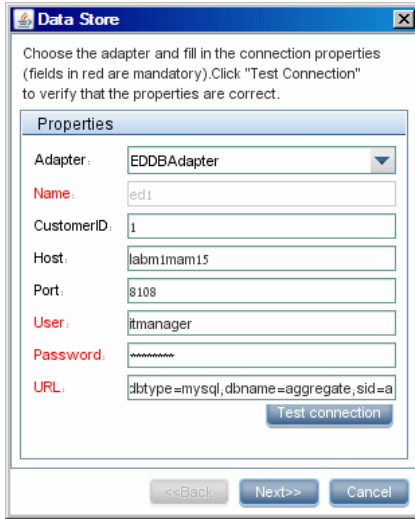 Data Store
Choose the adapter and fill in the connection properties
(fields in red are mandatory).Click "Test Connection"
to verify that the properties are correct.
Properties
Adapter: EDDBAdapter
Name: ed1
CustomerID: 1
Host: labm1mam15
Port: 8108
User: itmanager
Password: ********
URL: dbtype=mysql;dbname=aggregate;sid=a
Test connection
<<Back Next>> Cancel